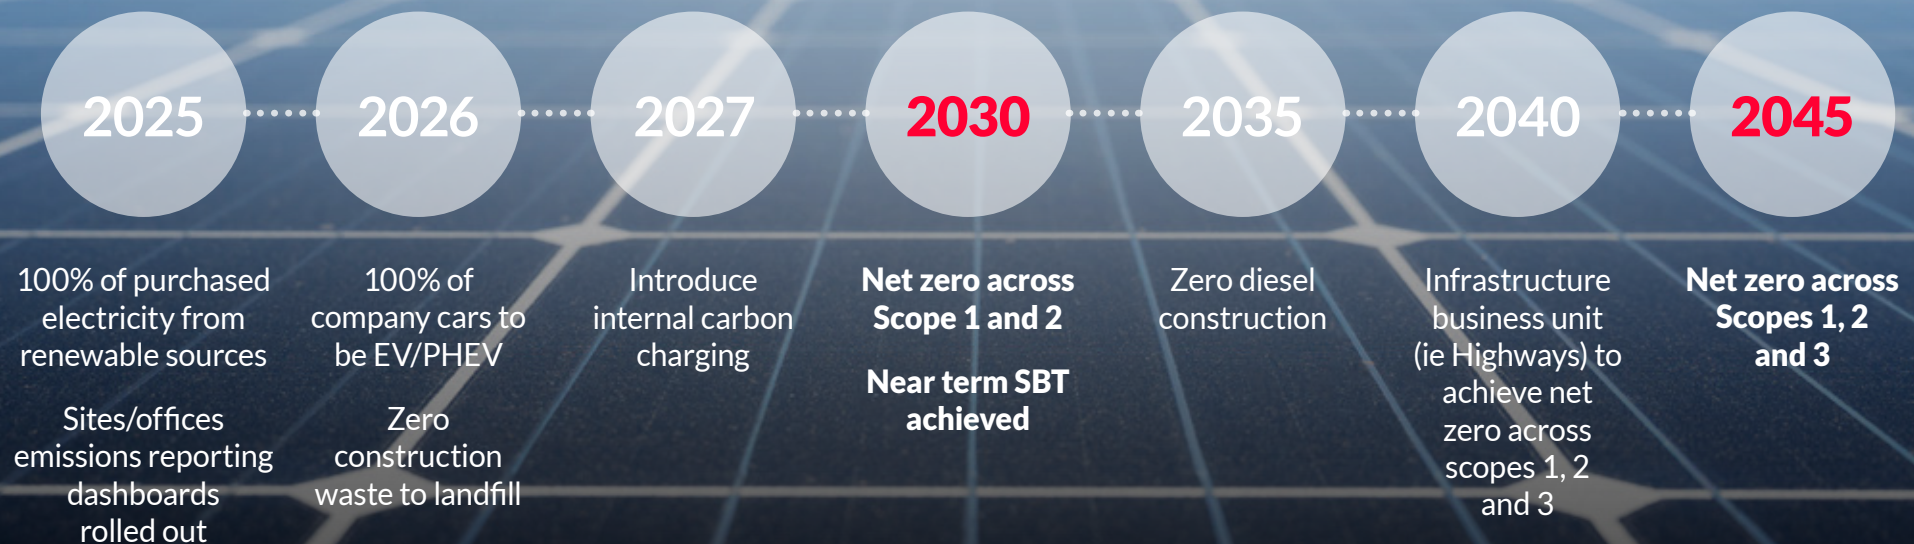 2025
2026
2027
2030
2035
2040
2045
100% of purchased
electricity from
renewable sources
Sites/offices
emissions reporting
dashboards
rolled out
100% of
company cars to
be EV/PHEV
Zero
construction
waste to landfill
Introduce
internal carbon
charging
Net zero across
Scope 1 and 2
Near term SBT
achieved
Zero diesel
construction
Infrastructure
business unit
(ie Highways) to
achieve net
zero across
scopes 1, 2
and 3
Net zero across
Scopes 1, 2
and 3